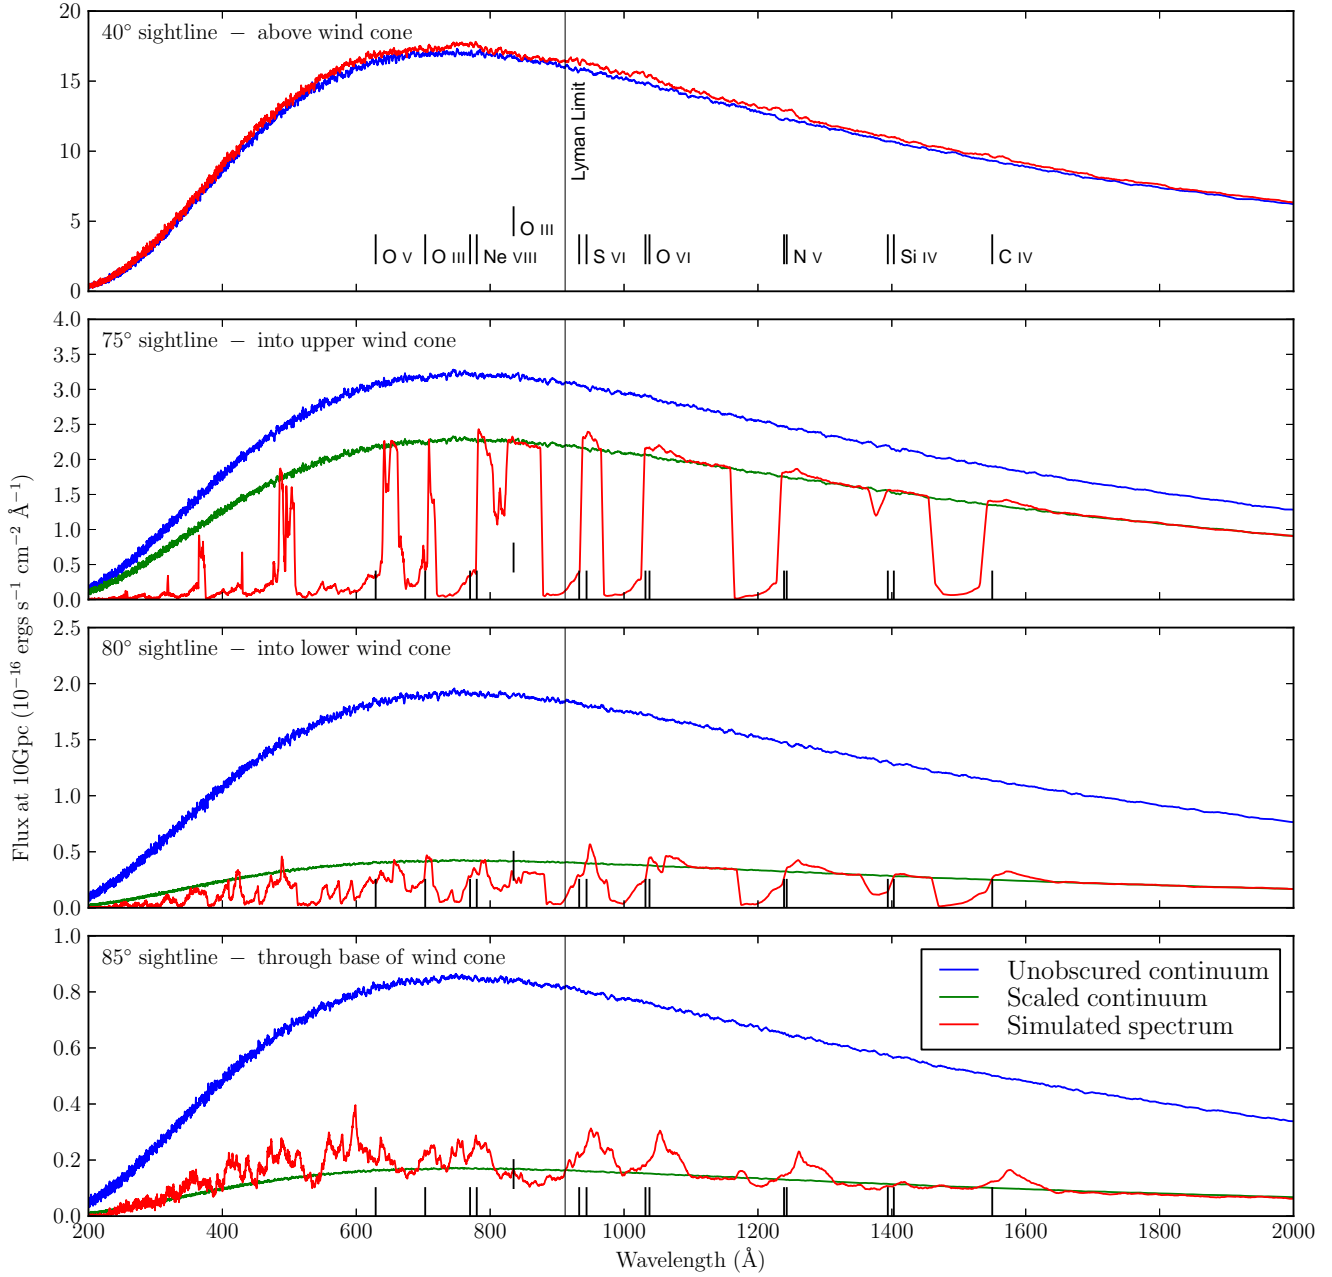 40° sightline − above wind cone
20
15
10
5
0
Lyman Limit
O III
O V
O III
Ne VIII
S VI
O VI
N V
Si IV
C IV
75° sightline − into upper wind cone
4.0
3.5
3.0
2.5
2.0
1.5
1.0
0.5
0.0
80° sightline − into lower wind cone
2.5
2.0
1.5
1.0
0.5
0.0
85° sightline − through base of wind cone
1.0
0.8
0.6
0.4
0.2
0.0
Unobscured continuum
Scaled continuum
Simulated spectrum
200 400 600 800 1000 1200 1400 1600 1800 2000
Wavelength (Å)
Flux at 10Gpc (10⁻¹⁶ ergs s⁻¹ cm⁻² Å⁻¹)